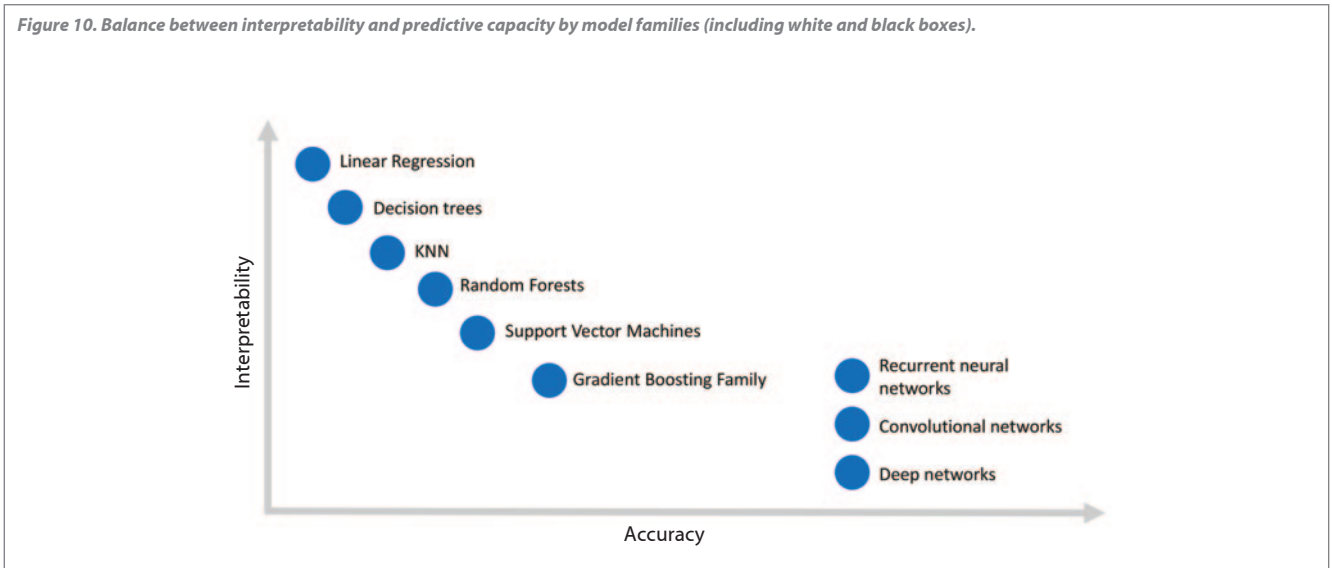 Figure 10. Balance between interpretability and predictive capacity by model families (including white and black boxes).
Linear Regression
Decision trees
KNN
Random Forests
Support Vector Machines
Gradient Boosting Family
Recurrent neural
networks
Convolutional networks
Deep networks
Interpretability
Accuracy